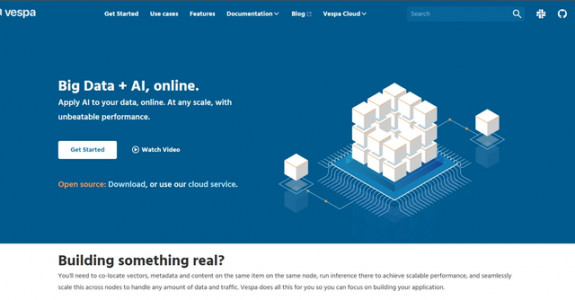 vespa
Get Started Use cases Features Documentation Blog Vespa Cloud Search
Big Data + AI, online.
Apply AI to your data, online. At any scale, with
unbeatable performance.
Get Started Watch Video
Open source: Download, or use our cloud service.
Building something real?
You'll need to co-locate vectors, metadata and content on the same item on the same node, run inference there to achieve scalable performance, and seamlessly
scale this across nodes to handle any amount of data and traffic. Vespa does all this for you so you can focus on building your application.